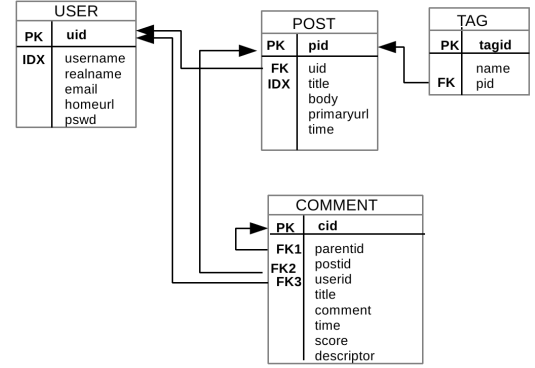 USER
PK uid
IDX username
realname
email
homeurl
pswd
POST
PK pid
FK uid
IDX title
body
primaryurl
time
TAG
PK tagid
name
FK pid
COMMENT
PK cid
FK1 parentid
FK2 postid
FK3 userid
title
comment
time
score
descriptor